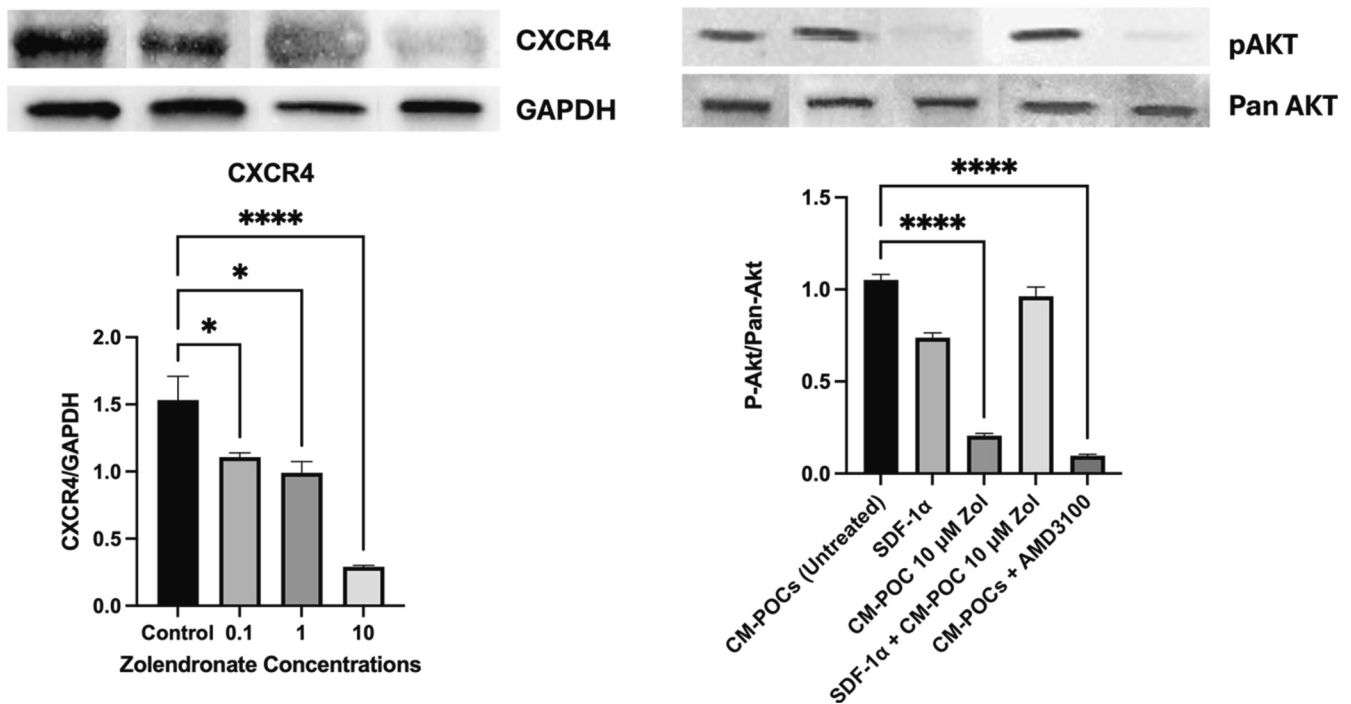 CXCR4
GAPDH
CXCR4
****
*
*
CXCR4/GAPDH
2.0
1.5
1.0
0.5
0.0
Control 0.1 1 10
Zolendronate Concentrations
pAKT
Pan AKT
****
****
P-Akt/Pan-Akt
1.5
1.0
0.5
0.0
CM-POCs (Untreated)
SDF-1α
CM-POC 10 μM Zol
SDF-1α + CM-POC 10 μM Zol
CM-POCs + AMD3100